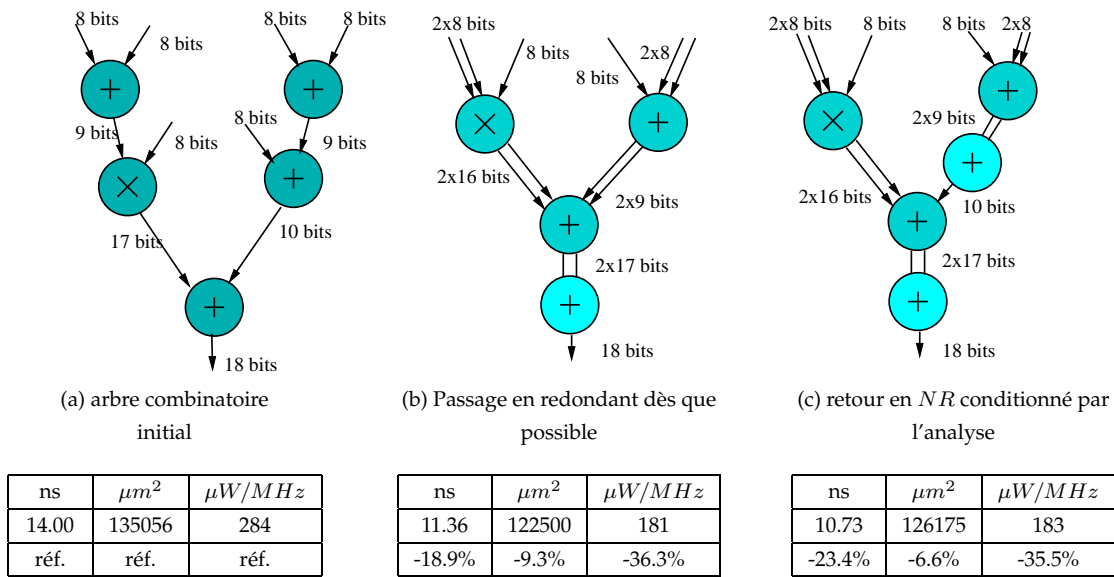 8 bits
8 bits
8 bits
8 bits
+
+
9 bits
8 bits
8 bits
9 bits
×
+
17 bits
10 bits
+
18 bits
(a) arbre combinatoire
initial
2x8 bits
8 bits
8 bits
2x8
×
+
2x16 bits
2x9 bits
+
2x17 bits
+
18 bits
(b) Passage en redondant dès que
possible
2x8 bits
8 bits
8 bits
2x8
×
+
2x9 bits
+
2x16 bits
10 bits
+
2x17 bits
+
18 bits
(c) retour en NR conditionné par
l'analyse
ns μm² μW/MHz
14.00 135056 284
réf. réf. réf.
ns μm² μW/MHz
11.36 122500 181
-18.9% -9.3% -36.3%
ns μm² μW/MHz
10.73 126175 183
-23.4% -6.6% -35.5%